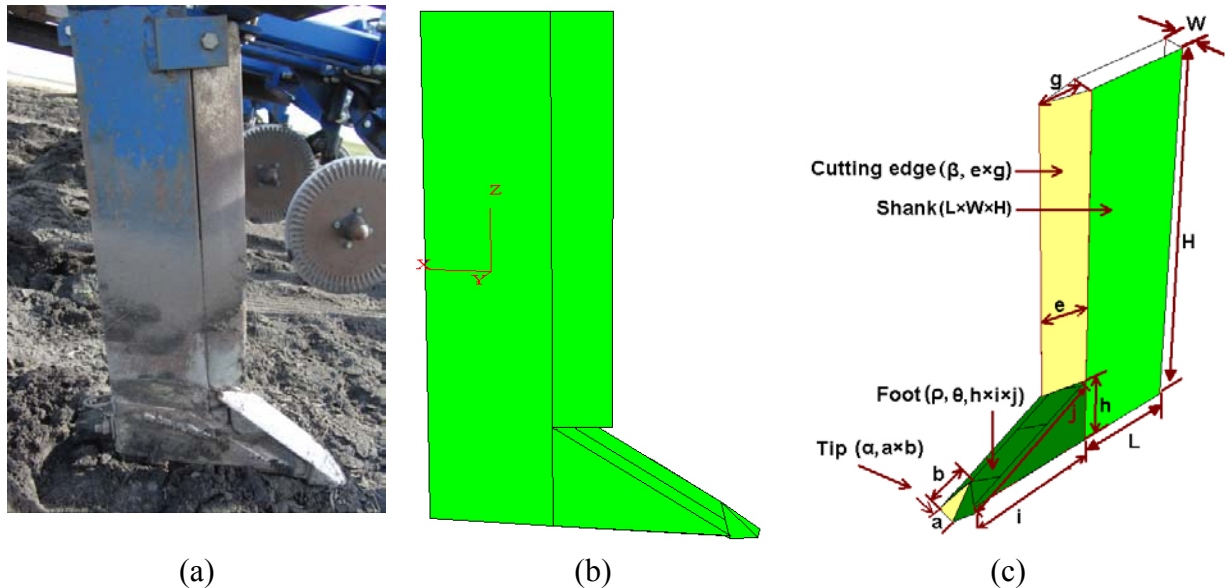 Z
X
Y
W
g
Cutting edge (β, e×g)
Shank (L×W×H)
H
e
Foot (ρ, θ, h×i×j)
j
h
L
Tip (α, a×b)
b
a
i
(a)
(b)
(c)